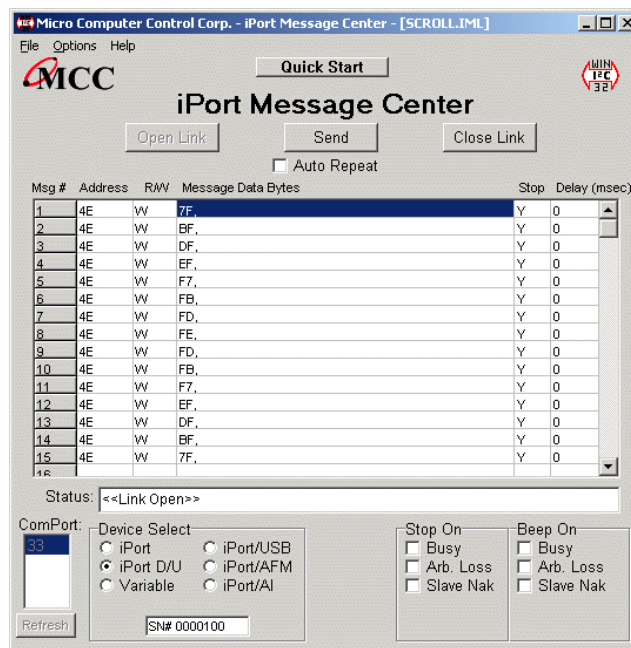 Micro Computer Control Corp. - iPort Message Center - [SCROLL.IML]
File Options Help
MCC
Quick Start
WIN
I²C
32
iPort Message Center
Open Link Send Close Link
Auto Repeat
Msg # Address R/W Message Data Bytes Stop Delay (msec)
1 4E W 7F, Y 0
2 4E W BF, Y 0
3 4E W DF, Y 0
4 4E W EF, Y 0
5 4E W F7, Y 0
6 4E W FB, Y 0
7 4E W FD, Y 0
8 4E W FE, Y 0
9 4E W FD, Y 0
10 4E W FB, Y 0
11 4E W F7, Y 0
12 4E W EF, Y 0
13 4E W DF, Y 0
14 4E W BF, Y 0
15 4E W 7F, Y 0
16
Status: <<Link Open>>
ComPort: Device Select Stop On Beep On
33 iPort iPort/USB Busy Busy
iPort D/U iPort/AFM Arb. Loss Arb. Loss
Variable iPort/AI Slave Nak Slave Nak
Refresh SN# 0000100